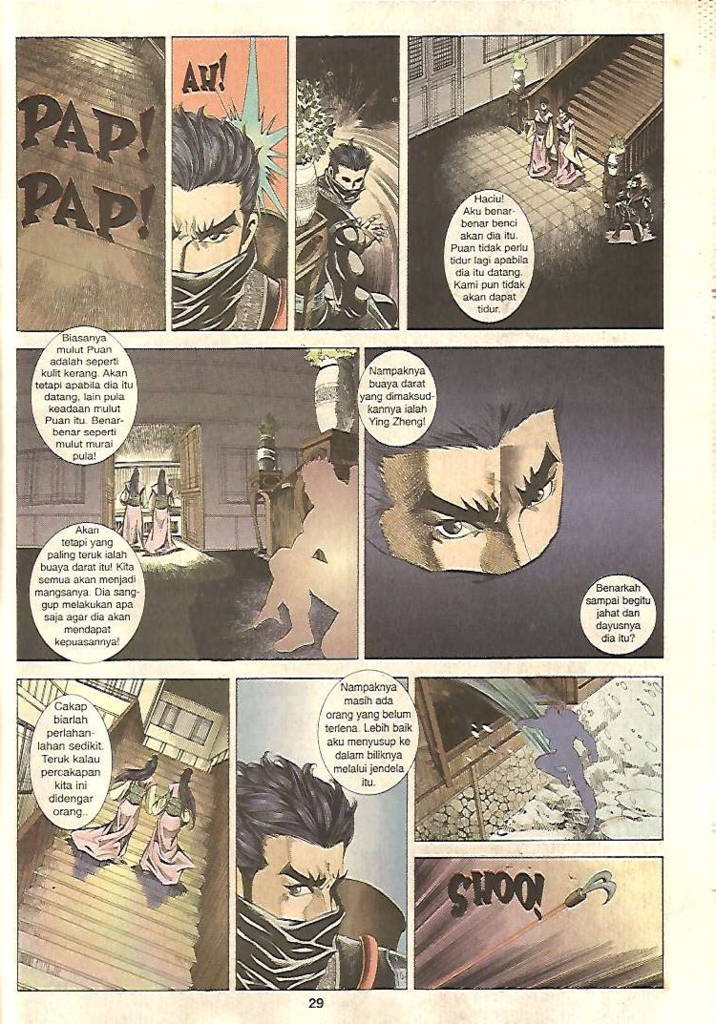 PAP!
PAP!
AH!
Haciu!
Aku benar-
benar benci
akan dia itu.
Puan tidak perlu
tidur lagi apabila
dia itu datang.
Kami pun tidak
akan dapat
tidur.
Biasanya
mulut Puan
adalah seperti
kulit kerang. Akan
tetapi apabila dia itu
datang, lain pula
keadaan mulut
Puan itu. Benar-
benar seperti
mulut murai
pula!
Akan
tetapi yang
paling teruk ialah
buaya darat itu! Kita
semua akan menjadi
mangsanya. Dia sang-
gup melakukan apa
saja agar dia akan
mendapat
kepuasannya!
Nampaknya
buaya darat
yang dimaksud-
kannya ialah
Ying Zheng!
Benarkah
sampai begitu
jahat dan
dayusnya
dia itu?
Cakap
biarlah
perlahan-
lahan sedikit.
Teruk kalau
percakapan
kita ini
didengar
orang..
Nampaknya
masih ada
orang yang belum
terlena. Lebih baik
aku menyusup ke
dalam biliknya
melalui jendela
itu.
SHOO!
29